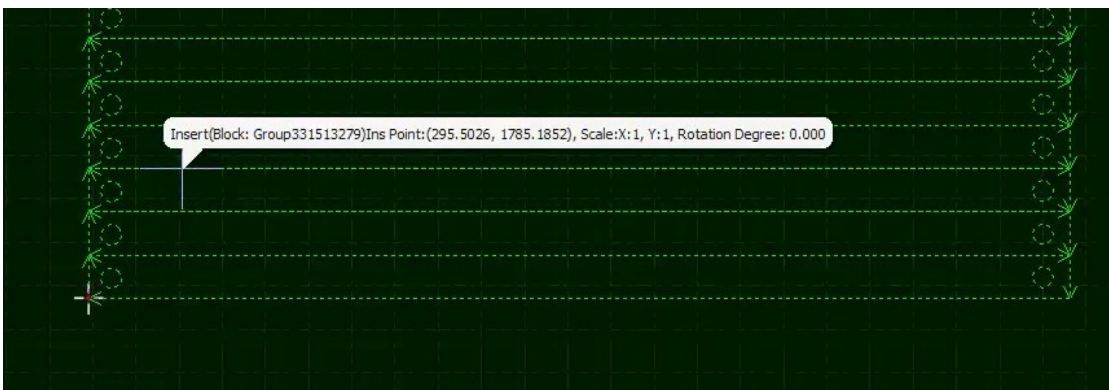 Insert(Block: Group331513279)Ins Point:(295.5026, 1785.1852), Scale:X:1, Y:1, Rotation Degree: 0.000